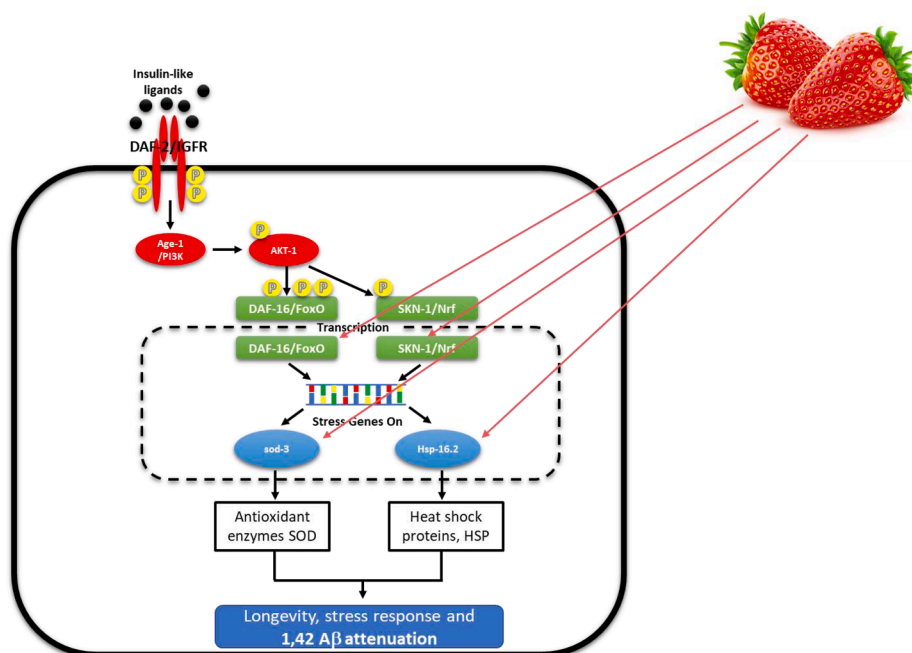 Insulin-like
ligands
DAF-2/IGFR
P
P
P
P
Age-1
/PI3K
P
AKT-1
P
P
P
P
DAF-16/FoxO
SKN-1/Nrf
Transcription
DAF-16/FoxO
SKN-1/Nrf
Stress Genes On
sod-3
Hsp-16.2
Antioxidant
enzymes SOD
Heat shock
proteins, HSP
Longevity, stress response and
1,42 Aβ attenuation